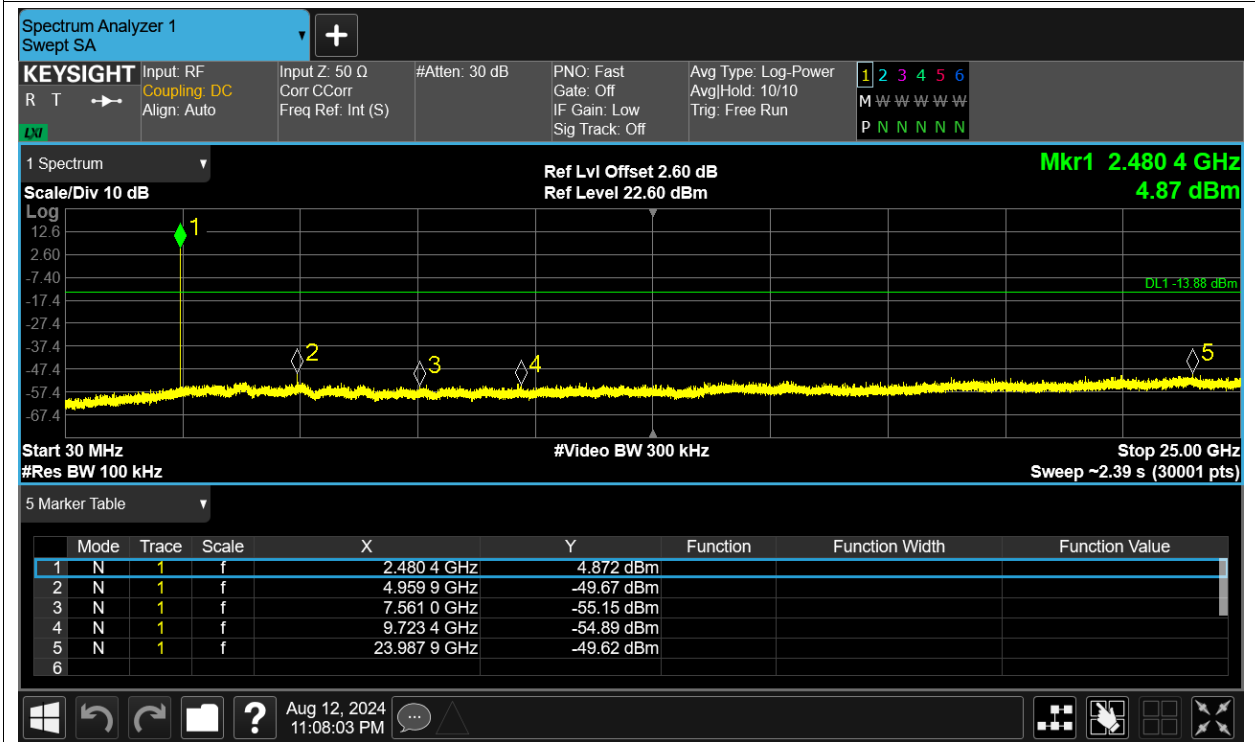 Spectrum Analyzer 1
Swept SA
+
KEYSIGHT Input: RF Input Z: 50 Ω #Atten: 30 dB PNO: Fast Avg Type: Log-Power 1 2 3 4 5 6
R T Coupling: DC Corr CCorr Gate: Off Avg|Hold: 10/10 M W W W W W
Align: Auto Freq Ref: Int (S) IF Gain: Low Trig: Free Run
LXI Sig Track: Off P N N N N N
1 Spectrum Ref Lvl Offset 2.60 dB Mkr1 2.480 4 GHz
Scale/Div 10 dB Ref Level 22.60 dBm 4.87 dBm
Log
12.6 1
2.60
-7.40
DL1 -13.88 dBm
-17.4
-27.4
-37.4 2 5
-47.4 3 4
-57.4
-67.4
Start 30 MHz #Video BW 300 kHz Stop 25.00 GHz
#Res BW 100 kHz Sweep ~2.39 s (30001 pts)
5 Marker Table
Mode Trace Scale X Y Function Function Width Function Value
1 N 1 f 2.480 4 GHz 4.872 dBm
2 N 1 f 4.959 9 GHz -49.67 dBm
3 N 1 f 7.561 0 GHz -55.15 dBm
4 N 1 f 9.723 4 GHz -54.89 dBm
5 N 1 f 23.987 9 GHz -49.62 dBm
6
? Aug 12, 2024
11:08:03 PM